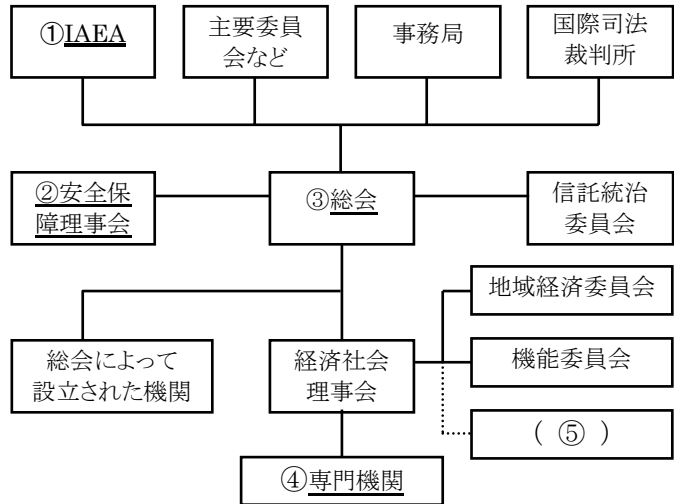 ①IAEA
主要委員
会など
事務局
国際司法
裁判所
②安全保
障理事会
③総会
信託統治
委員会
地域経済委員会
総会によって
設立された機関
経済社会
理事会
機能委員会
( ⑤ )
④専門機関